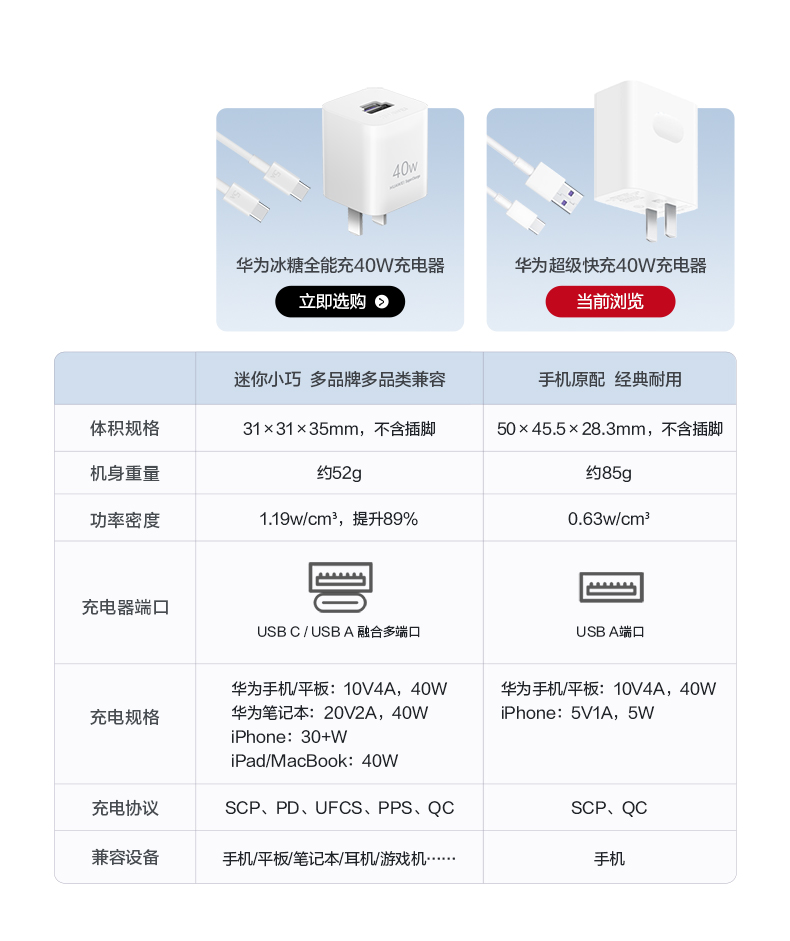 40W
华为冰糖全能充40W充电器
立即选购
华为超级快充40W充电器
当前浏览
迷你小巧 多品牌多品类兼容
手机原配 经典耐用
体积规格
31×31×35mm，不含插脚
50×45.5×28.3mm，不含插脚
机身重量
约52g
约85g
功率密度
1.19w/cm³，提升89%
0.63w/cm³
充电器端口
USB C / USB A 融合多端口
USB A端口
充电规格
华为手机/平板：10V4A，40W
华为笔记本：20V2A，40W
iPhone：30+W
iPad/MacBook：40W
华为手机/平板：10V4A，40W
iPhone：5V1A，5W
充电协议
SCP、PD、UFCS、PPS、QC
SCP、QC
兼容设备
手机/平板/笔记本/耳机/游戏机……
手机